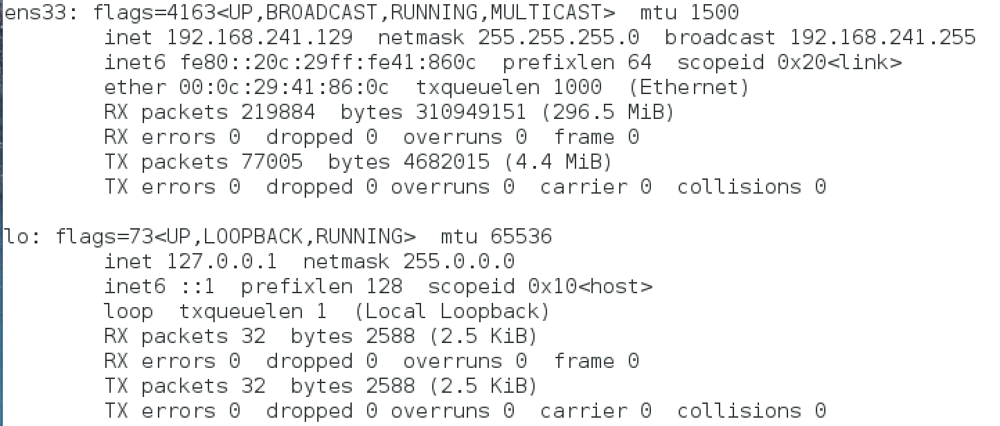 ens33: flags=4163<UP,BROADCAST,RUNNING,MULTICAST>  mtu 1500
        inet 192.168.241.129  netmask 255.255.255.0  broadcast 192.168.241.255
        inet6 fe80::20c:29ff:fe41:860c  prefixlen 64  scopeid 0x20<link>
        ether 00:0c:29:41:86:0c  txqueuelen 1000  (Ethernet)
        RX packets 219884  bytes 310949151 (296.5 MiB)
        RX errors 0  dropped 0  overruns 0  frame 0
        TX packets 77005  bytes 4682015 (4.4 MiB)
        TX errors 0  dropped 0 overruns 0  carrier 0  collisions 0

lo: flags=73<UP,LOOPBACK,RUNNING>  mtu 65536
        inet 127.0.0.1  netmask 255.0.0.0
        inet6 ::1  prefixlen 128  scopeid 0x10<host>
        loop  txqueuelen 1  (Local Loopback)
        RX packets 32  bytes 2588 (2.5 KiB)
        RX errors 0  dropped 0  overruns 0  frame 0
        TX packets 32  bytes 2588 (2.5 KiB)
        TX errors 0  dropped 0 overruns 0  carrier 0  collisions 0